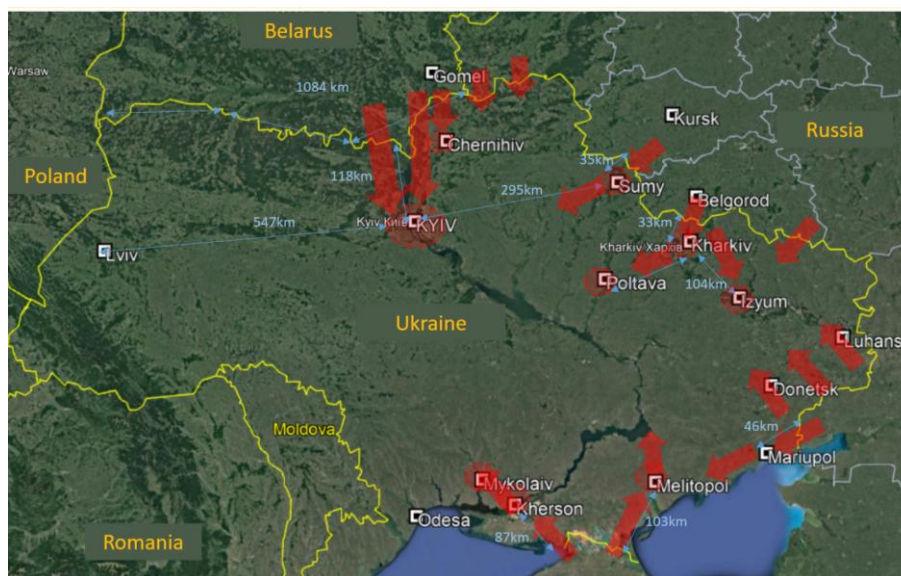 Belarus
Warsaw
Gomel
1084 km
Kursk
Russia
Chernihiv
Poland
118km
35km
Sumy
295km
Belgorod
547km
Kyiv Київ
KYIV
33km
Kharkiv Харків
Kharkiv
Lviv
Poltava
104km
Izyum
Ukraine
Luhans
Donetsk
Moldova
46km
Mariupol
Mykolaiv
Melitopol
Kherson
Odesa
103km
87km
Romania